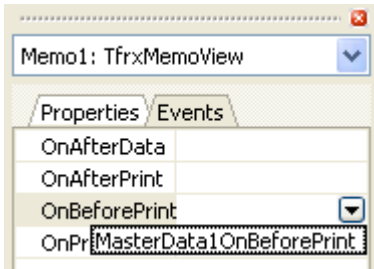 Memo1: TfrxMemoView
Properties Events
OnAfterData
OnAfterPrint
OnBeforePrint
OnPr MasterData1OnBeforePrint